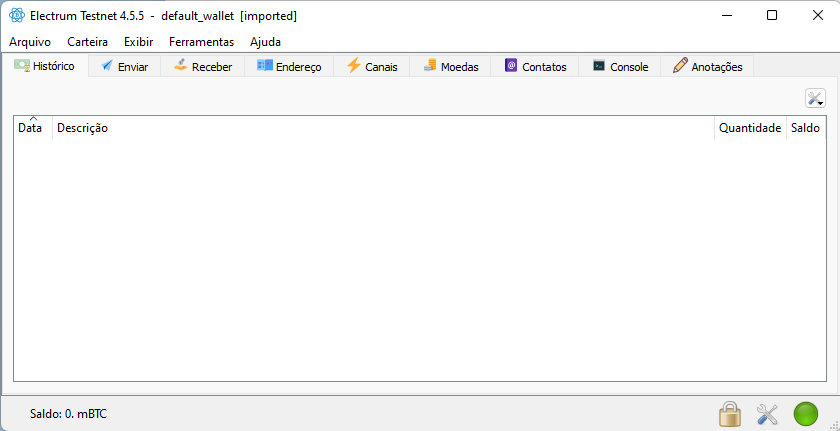 Electrum Testnet 4.5.5 - default_wallet [imported]
Arquivo Carteira Exibir Ferramentas Ajuda
Histórico Enviar Receber Endereço Canais Moedas Contatos Console Anotações
Data Descrição Quantidade Saldo
Saldo: 0. mBTC